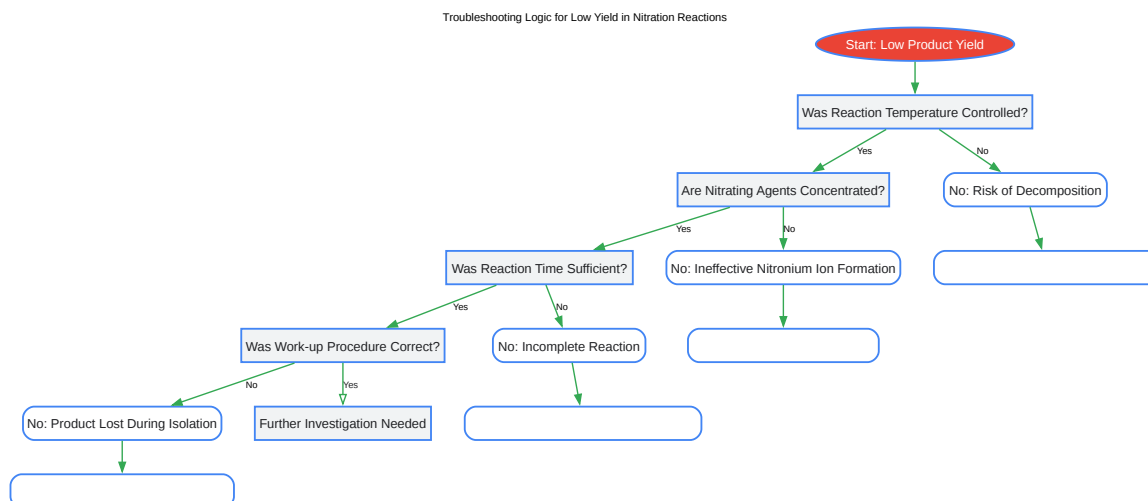 Troubleshooting Logic for Low Yield in Nitration Reactions
Start: Low Product Yield
Was Reaction Temperature Controlled?
Yes
No
Are Nitrating Agents Concentrated?
No: Risk of Decomposition
Yes
No
Was Reaction Time Sufficient?
No: Ineffective Nitronium Ion Formation
Yes
No
Was Work-up Procedure Correct?
No: Incomplete Reaction
No
Yes
No: Product Lost During Isolation
Further Investigation Needed